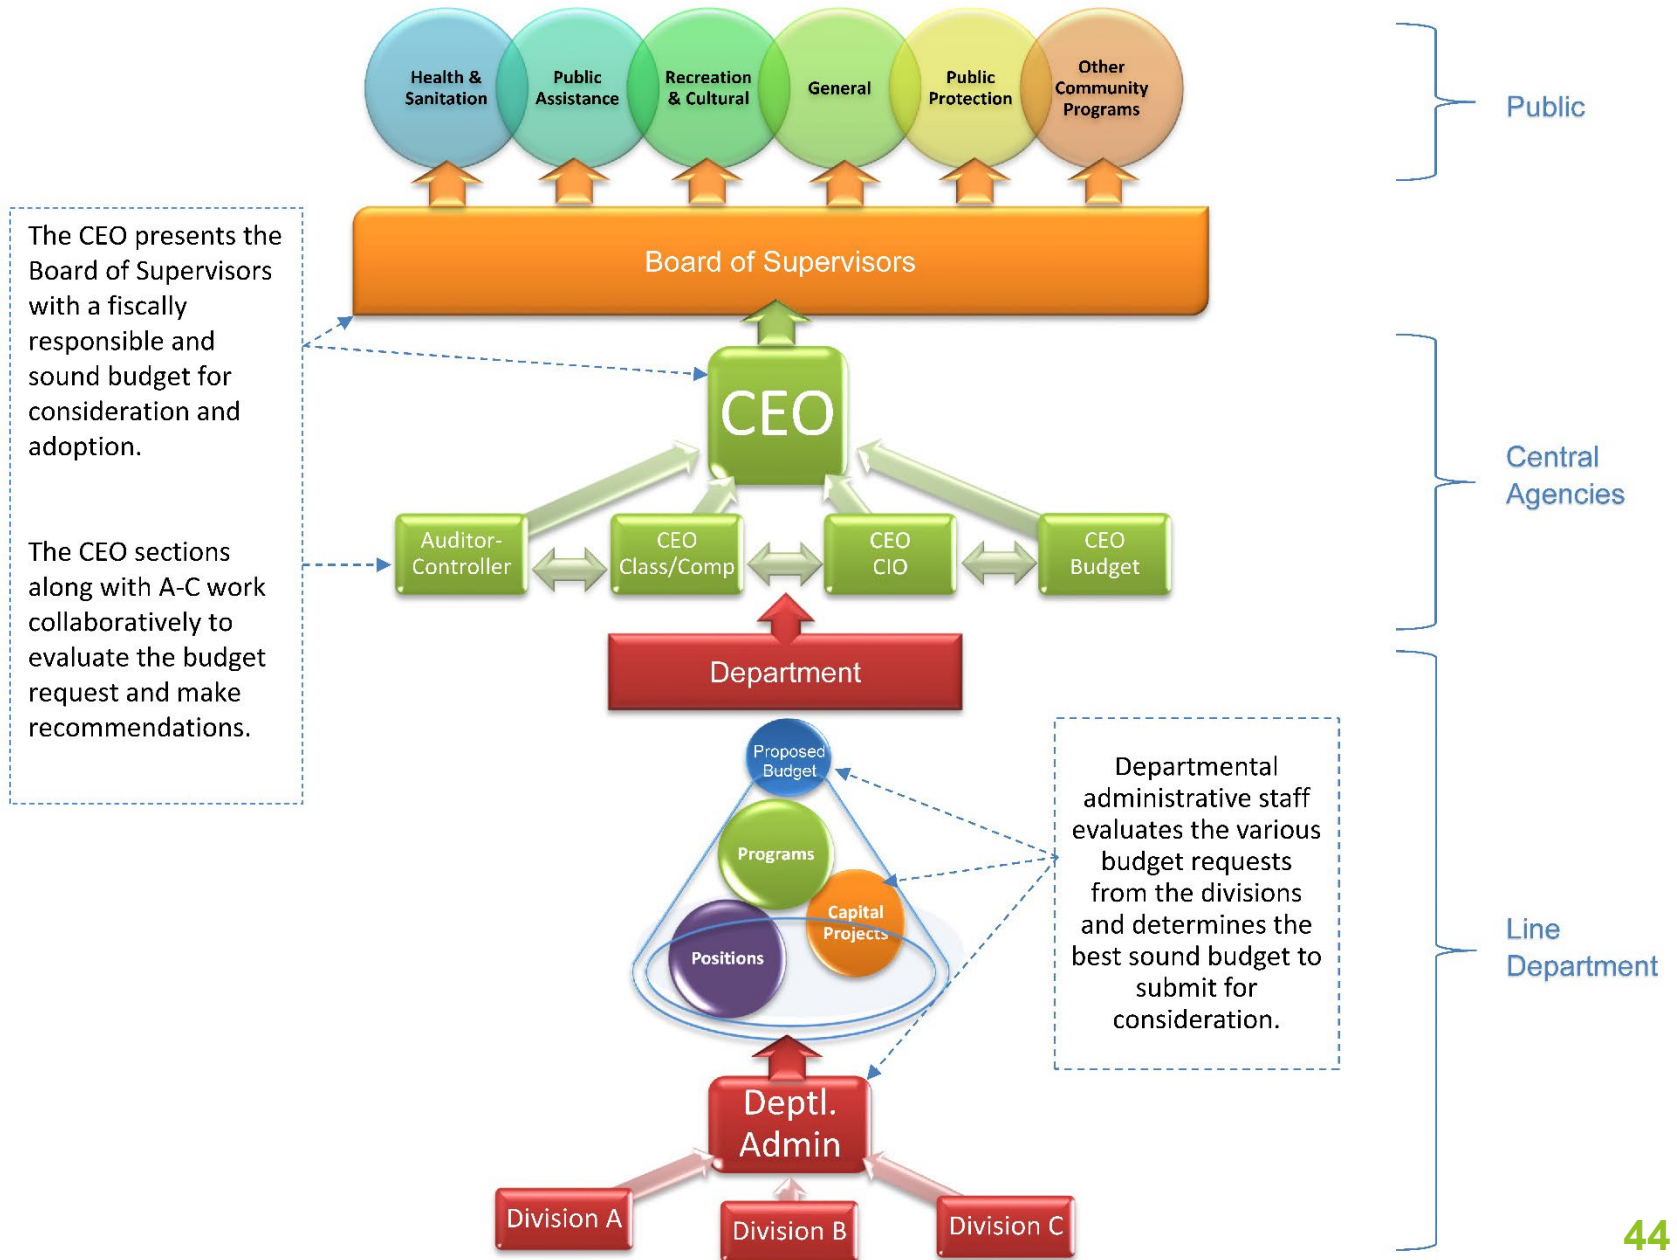 Health &
Sanitation
Public
Assistance
Recreation
& Cultural
General
Public
Protection
Other
Community
Programs
Public
Board of Supervisors
The CEO presents the
Board of Supervisors
with a fiscally
responsible and
sound budget for
consideration and
adoption.
The CEO sections
along with A-C work
collaboratively to
evaluate the budget
request and make
recommendations.
CEO
Auditor-
Controller
CEO
Class/Comp
CEO
CIO
CEO
Budget
Central
Agencies
Department
Proposed
Budget
Programs
Capital
Projects
Positions
Departmental
administrative staff
evaluates the various
budget requests
from the divisions
and determines the
best sound budget to
submit for
consideration.
Line
Department
Deptl.
Admin
Division A
Division B
Division C
44